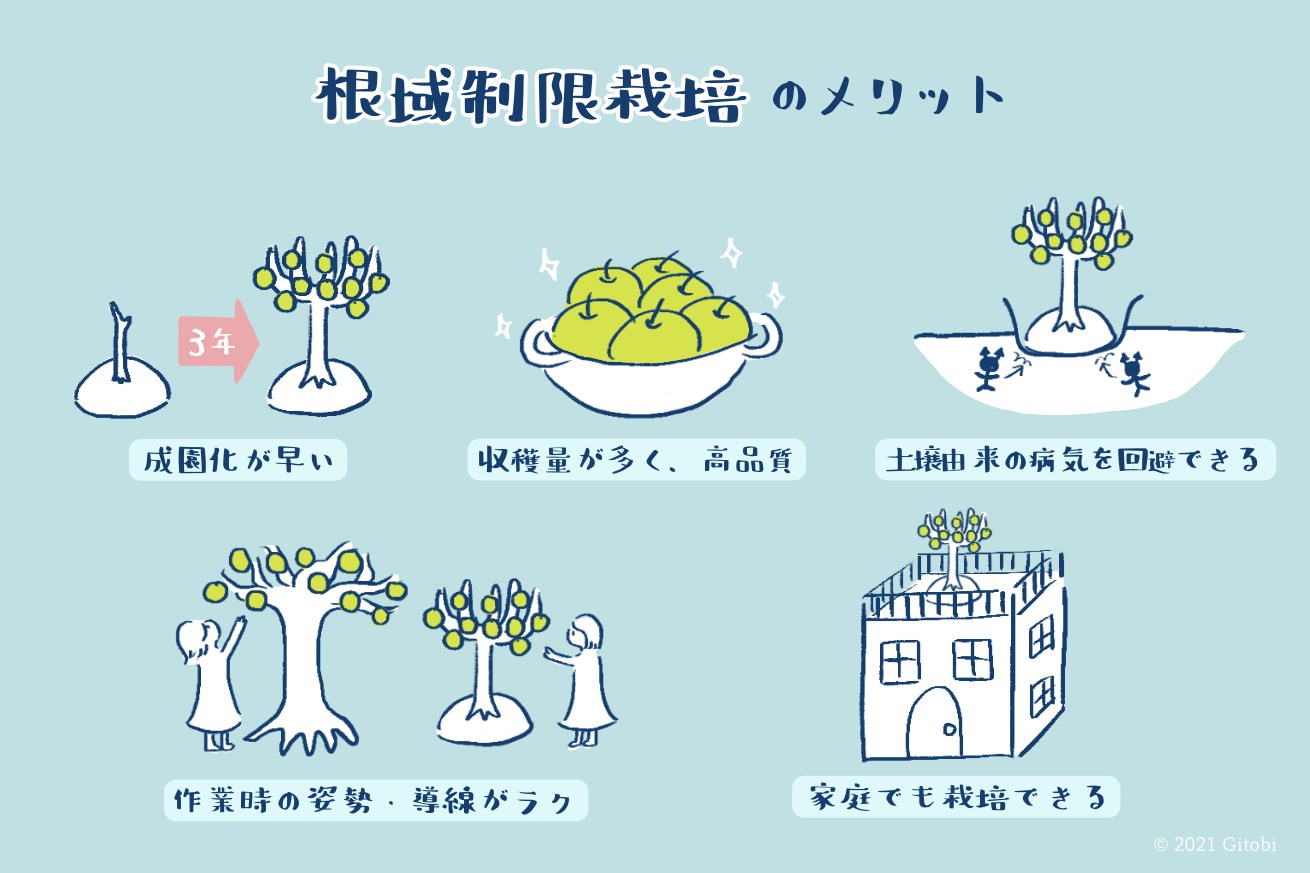 根域制限栽培のメリット
3年
成園化が早い
収穫量が多く、高品質
土壌由来の病気を回避できる
作業時の姿勢・導線がラク
家庭でも栽培できる
© 2021 Gitobi